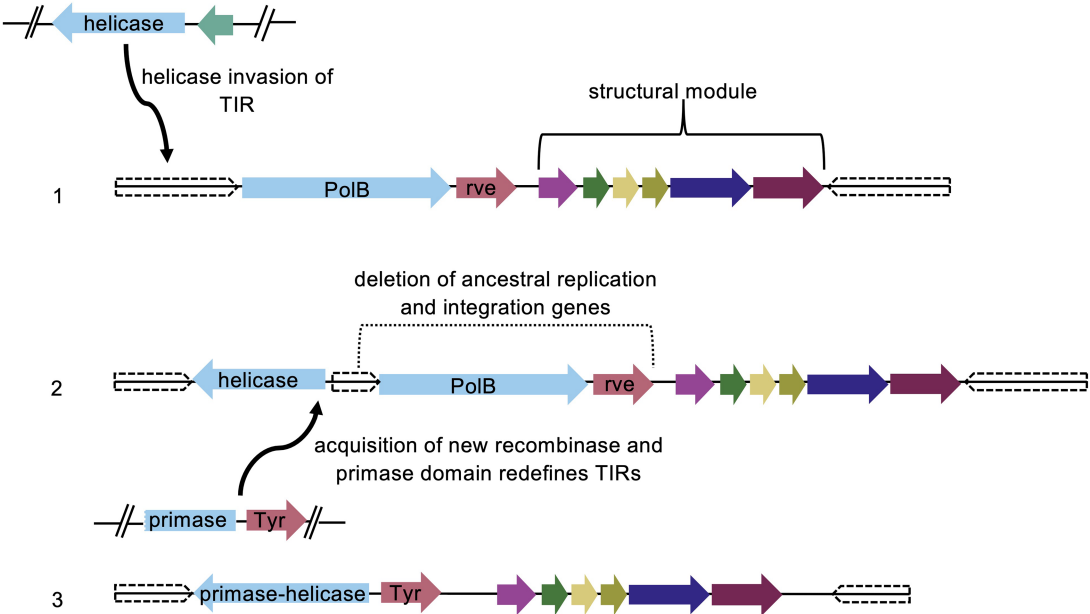 helicase
helicase invasion of
TIR
structural module
1
PolB
rve
deletion of ancestral replication
and integration genes
2
helicase
PolB
rve
acquisition of new recombinase and
primase domain redefines TIRs
primase
Tyr
3
primase-helicase
Tyr